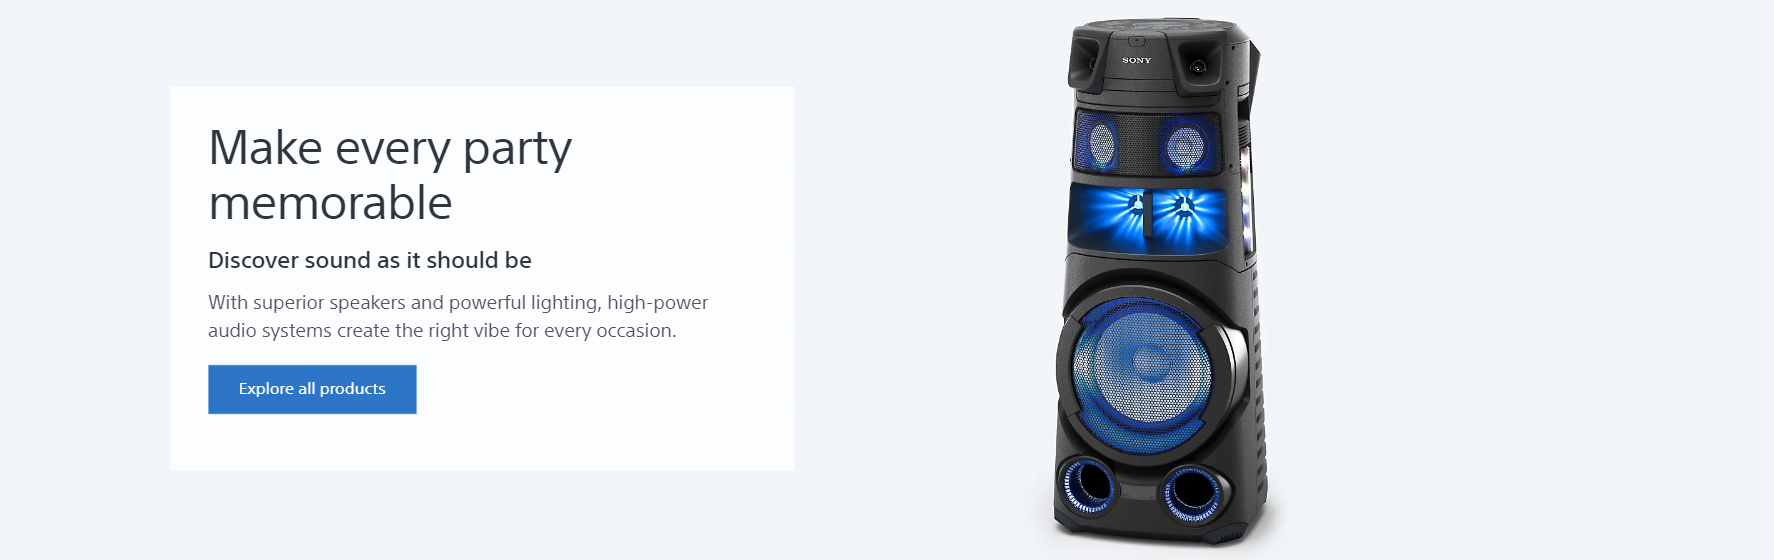 Make every party
memorable
Discover sound as it should be
With superior speakers and powerful lighting, high-power
audio systems create the right vibe for every occasion.
Explore all products
SONY